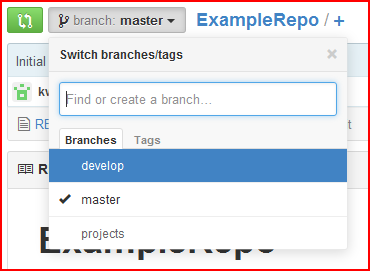 branch: master
ExampleRepo / +
Switch branches/tags
Initial
Find or create a branch...
Branches Tags
develop
master
projects
ExampleRepo